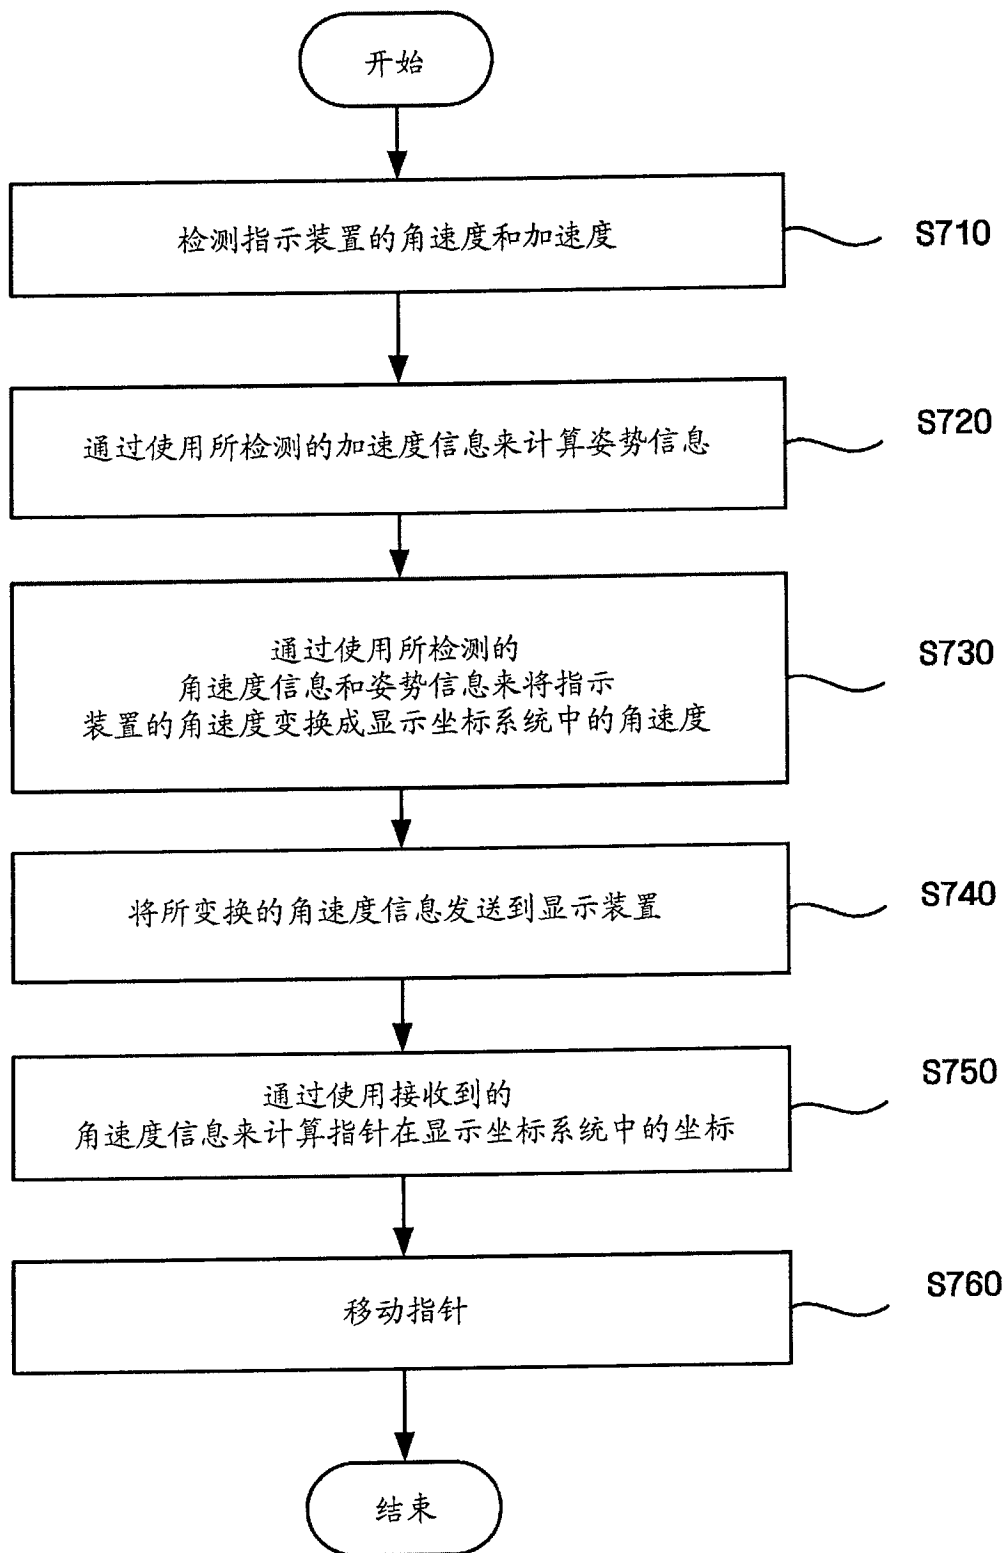 开始
检测指示装置的角速度和加速度
S710
通过使用所检测的加速度信息来计算姿势信息
S720
通过使用所检测的
角速度信息和姿势信息来将指示
装置的角速度变换成显示坐标系统中的角速度
S730
将所变换的角速度信息发送到显示装置
S740
通过使用接收到的
角速度信息来计算指针在显示坐标系统中的坐标
S750
移动指针
S760
结束